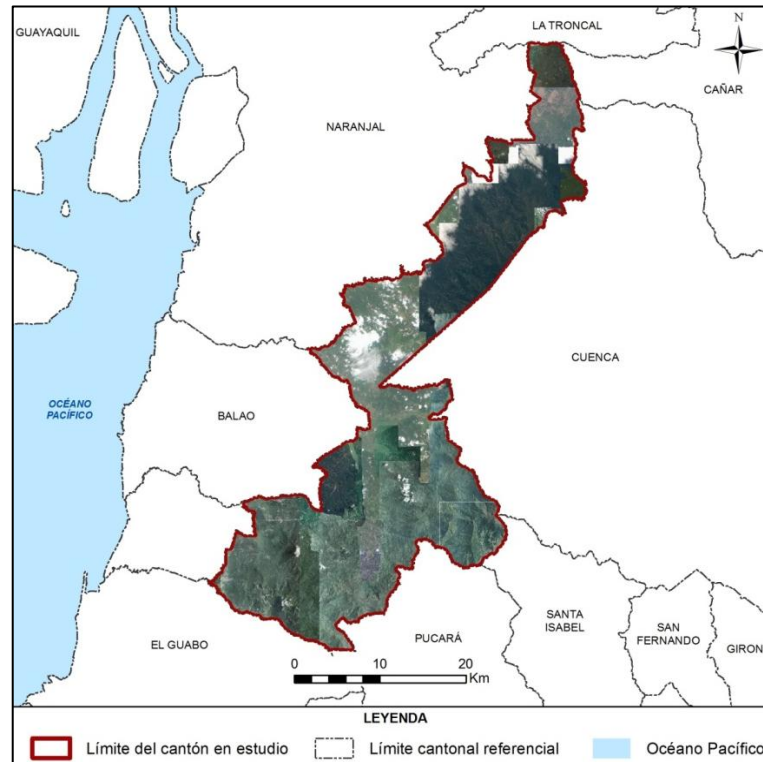 GUAYAQUIL
LA TRONCAL
N
CAÑAR
NARANJAL
CUENCA
OCÉANO
PACÍFICO
BALAO
EL GUABO
PUCARÁ
SANTA
ISABEL
SAN
FERNANDO
GIRON
0 10 20
Km
LEYENDA
Límite del cantón en estudio
Límite cantonal referencial
Océano Pacífico